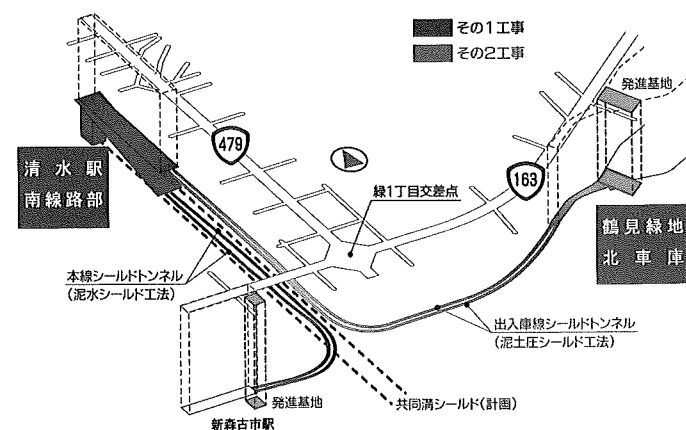 その1工事
その2工事
発進基地
479
163
清水駅
南線路部
緑1丁目交差点
鶴見緑地
北車庫
本線シールドトンネル
(泥水シールド工法)
出入庫線シールドトンネル
(泥土圧シールド工法)
発進基地
共同溝シールド(計画)
新森古市駅